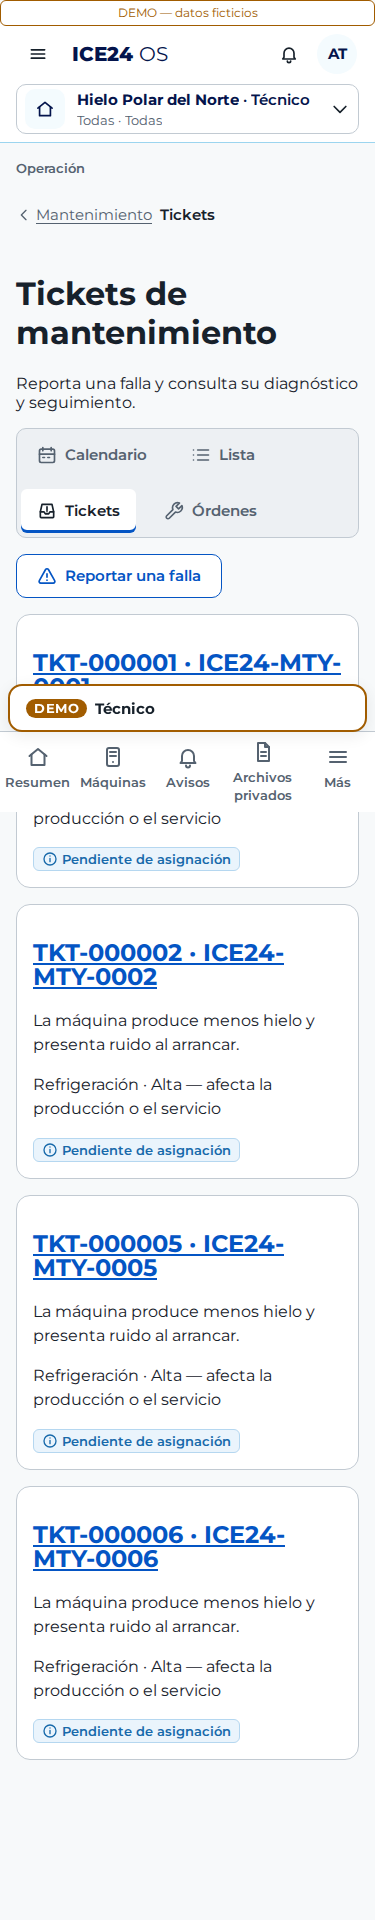 DEMO — datos ficticios
ICE24 OS
AT
Hielo Polar del Norte · Técnico
Todas · Todas
Operación
Mantenimiento Tickets
Tickets de
mantenimiento
Reporta una falla y consulta su diagnóstico
y seguimiento.
Calendario
Lista
Tickets
Órdenes
Reportar una falla
TKT-000001 · ICE24-MTY-
DEMO Técnico
Resumen
Máquinas
Avisos
Archivos
privados
Más
producción o el servicio
Pendiente de asignación
TKT-000002 · ICE24-
MTY-0002
La máquina produce menos hielo y
presenta ruido al arrancar.
Refrigeración · Alta — afecta la
producción o el servicio
Pendiente de asignación
TKT-000005 · ICE24-
MTY-0005
La máquina produce menos hielo y
presenta ruido al arrancar.
Refrigeración · Alta — afecta la
producción o el servicio
Pendiente de asignación
TKT-000006 · ICE24-
MTY-0006
La máquina produce menos hielo y
presenta ruido al arrancar.
Refrigeración · Alta — afecta la
producción o el servicio
Pendiente de asignación